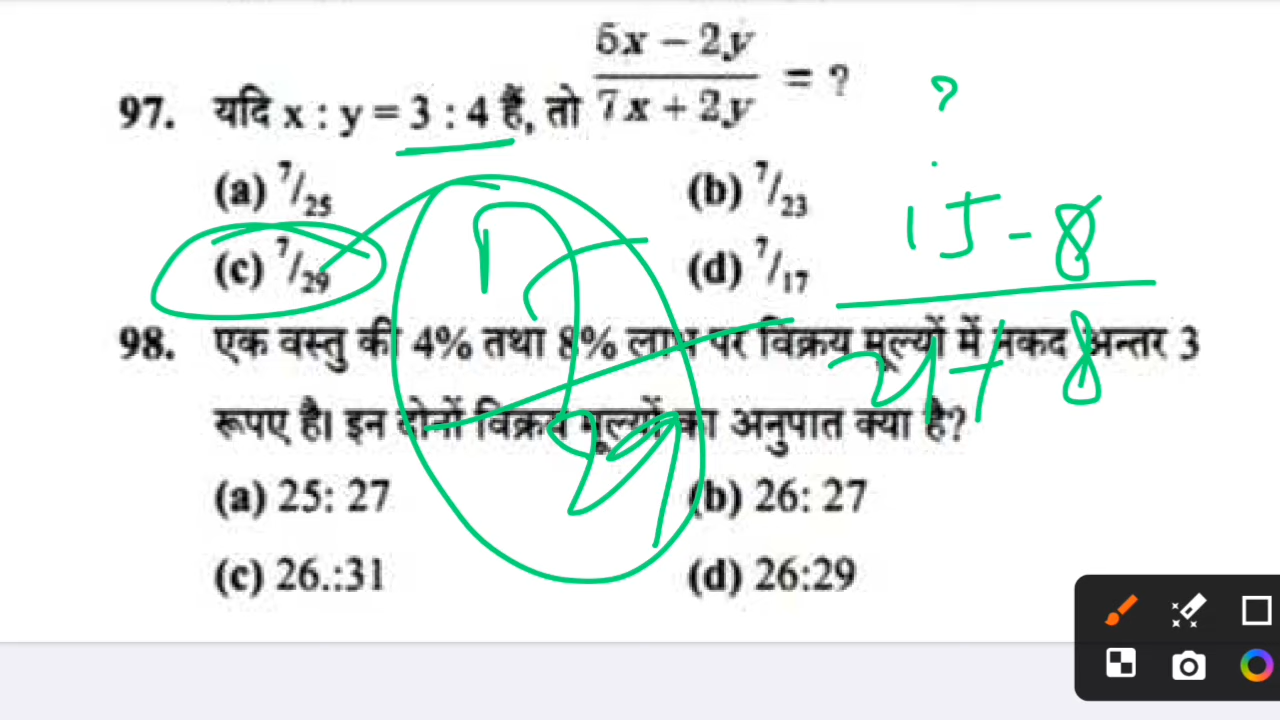 5x – 2y
97. यदि x : y = 3 : 4 हैं, तो 7x + 2y = ?
(a) 7/25 (b) 7/23
(c) 7/29 (d) 7/17
?
15 - 8
21 + 8
7
29
98. एक वस्तु की 4% तथा 8% लाभ पर विक्रय मूल्यों में नकद अन्तर 3
रूपए है। इन दोनों विक्रय मूल्यों का अनुपात क्या है?
(a) 25: 27 (b) 26: 27
(c) 26.:31 (d) 26:29